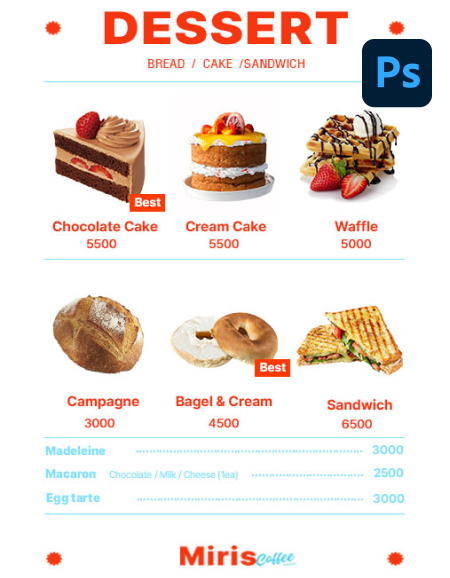 DESSERT
BREAD / CAKE /SANDWICH
Ps
Best
Chocolate Cake
5500
Cream Cake
5500
Waffle
5000
Best
Campagne
3000
Bagel & Cream
4500
Sandwich
6500
Madeleine 3000
Macaron Chocolate / Milk / Cheese (1ea) 2500
Egg tarte 3000
Miris Coffee